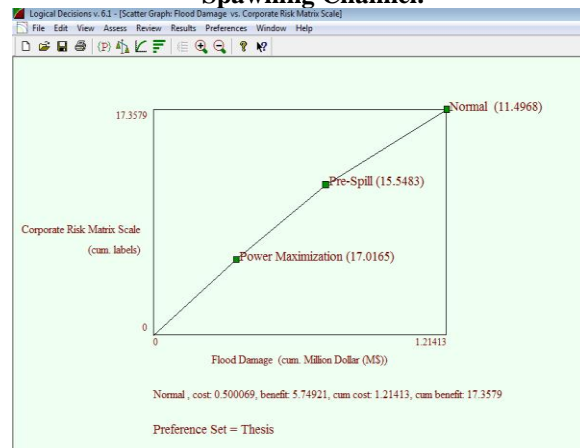 Spawning Channel.
Logical Decisions v. 6.1 - [Scatter Graph: Flood Damage vs. Corporate Risk Matrix Scale]
File Edit View Assess Review Results Preferences Window Help
17.3579
Normal (11.4968)
Pre-Spill (15.5483)
Corporate Risk Matrix Scale
(cum. labels)
Power Maximization (17.0165)
0
0 1.21413
Flood Damage (cum. Million Dollar (M$))
Normal , cost: 0.500069, benefit: 5.74921, cum cost: 1.21413, cum benefit: 17.3579
Preference Set = Thesis